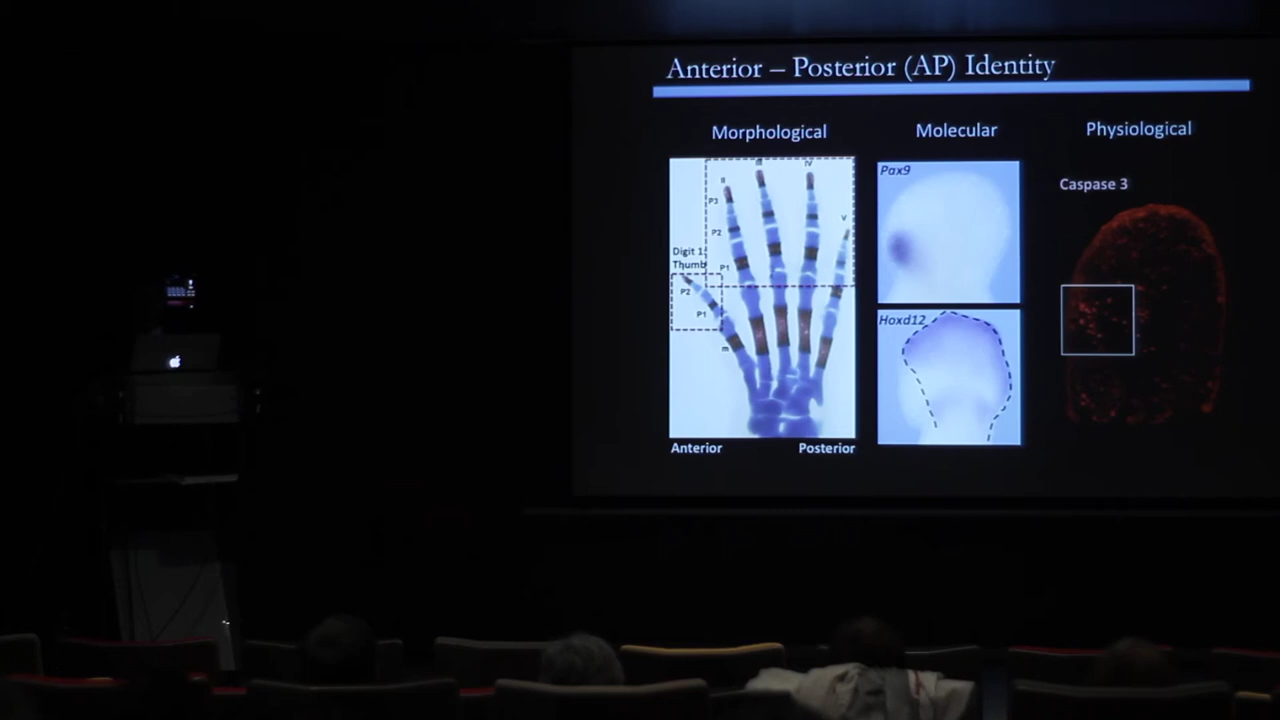 Anterior – Posterior (AP) Identity
Morphological
Molecular
Physiological
II
III
IV
V
P3
P2
P1
Digit 1:
Thumb
P2
P1
m
Anterior
Posterior
Pax9
Hoxd12
Caspase 3